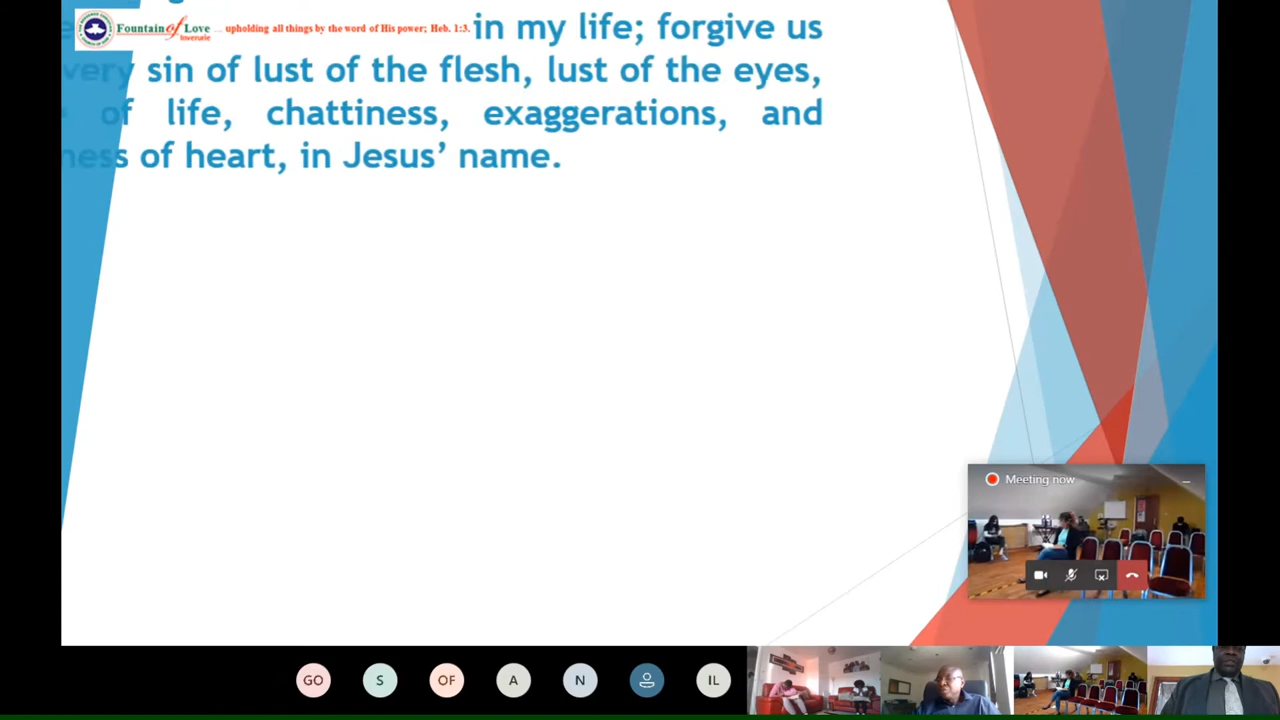 Fountain of Love
Inverurie
... upholding all things by the word of His power; Heb. 1:3.
in my life; forgive us
very sin of lust of the flesh, lust of the eyes,
of life, chattiness, exaggerations, and
ness of heart, in Jesus’ name.
Meeting now
GO
S
OF
A
N
IL